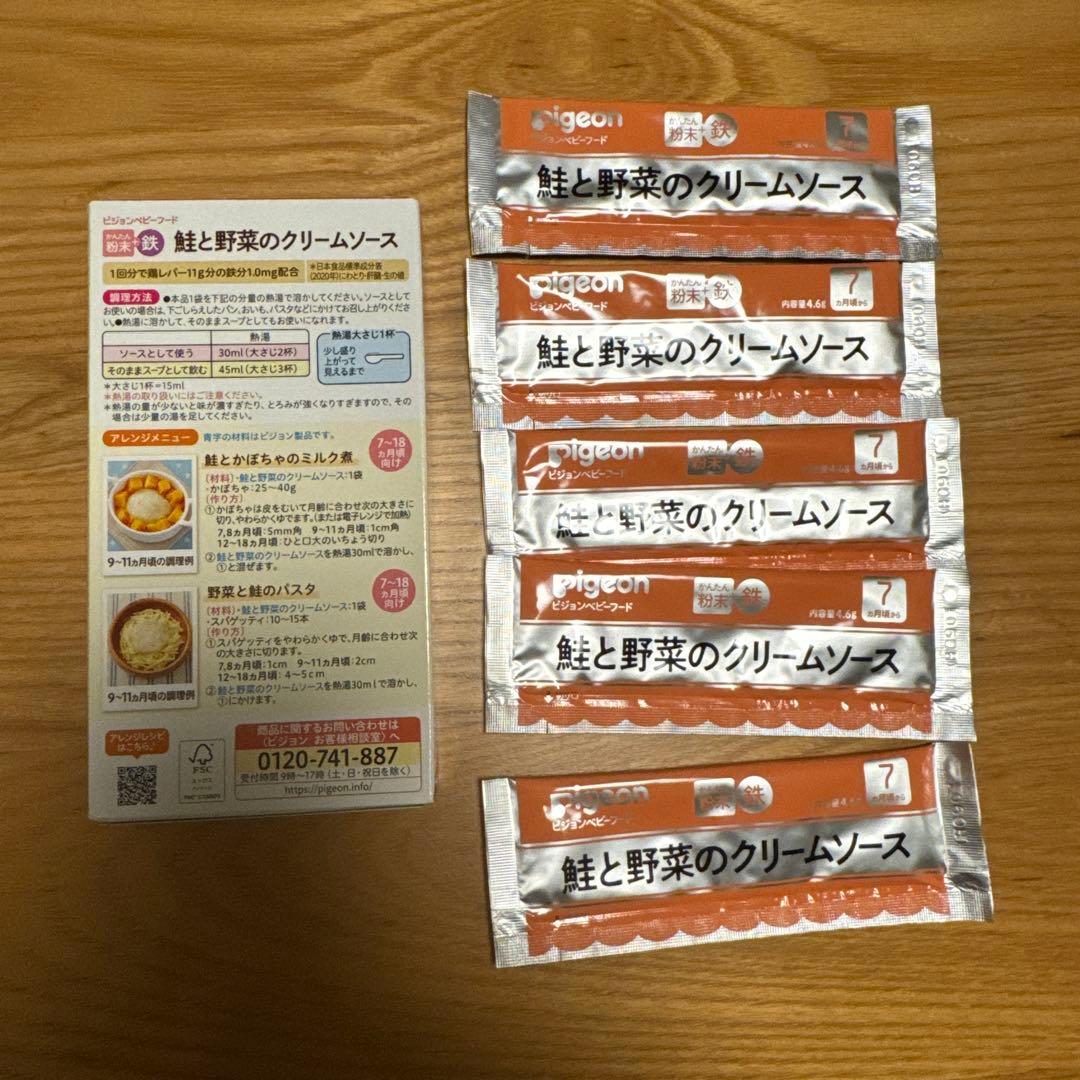 ピジョンベビーフード
かんたん
粉末+鉄 鮭と野菜のクリームソース
1回分で鶏レバー11g分の鉄分1.0mg配合
*日本食品標準成分表
(2020年)にわとり・肝臓・生の値
調理方法 ●本品1袋を下記の分量の熱湯で溶かしてください。ソースとして
お使いの場合は、下ごしらえしたパン、おいも、パスタなどにかけてお召し上がりくださ
い。●熱湯に溶かして、そのままスープとしてもお使いになれます。
熱湯
ソースとして使う 30ml(大さじ2杯)
そのままスープとして飲む 45ml(大さじ3杯)
熱湯大さじ1杯
少し盛り
上がって
見えるまで
*大さじ1杯=15ml
*熱湯の取り扱いにはご注意ください。
*熱湯の量が少ないと味が濃すぎたり、とろみが強くなりすぎますので、その
場合は少量の湯を足してください。
アレンジメニュー 青字の材料はピジョン製品です。
7~18
ヵ月頃
向け
鮭とかぼちゃのミルク煮
〔材料〕・鮭と野菜のクリームソース:1袋
・かぼちゃ:25~40g
〔作り方〕
①かぼちゃは皮をむいて月齢に合わせ次の大きさに
切り、やわらかくゆでます。(または電子レンジで加熱)
7,8ヵ月頃:5mm角 9~11ヵ月頃:1cm角
12~18ヵ月頃:ひと口大のいちょう切り
②鮭と野菜のクリームソースを熱湯30mlで溶かし、
①と混ぜます。
9~11ヵ月頃の調理例
野菜と鮭のパスタ
7~18
ヵ月頃
向け
〔材料〕・鮭と野菜のクリームソース:1袋
・スパゲッティ:10~15本
〔作り方〕
①スパゲッティをやわらかくゆで、月齢に合わせ次
の大きさに切ります。
7,8ヵ月頃:1cm 9~11ヵ月頃:2cm
12~18ヵ月頃:4~5cm
②鮭と野菜のクリームソースを熱湯30mlで溶かし、
①にかけます。
9~11ヵ月頃の調理例
アレンジレシピ
はこちら♪
FSC
商品に関するお問い合わせは
〈ピジョン お客様相談室〉へ
0120-741-887
受付時間 9時~17時(土・日・祝日を除く)
https://pigeon.info/
pigeon
ピジョンベビーフード
かんたん
粉末+鉄
7
鮭と野菜のクリームソース
pigeon
ピジョンベビーフード
かんたん
粉末+鉄
内容量4.6g
7
ヵ月頃から
鮭と野菜のクリームソース
pigeon
ピジョンベビーフード
かんたん
粉末+鉄
内容量4.6g
7
ヵ月頃から
鮭と野菜のクリームソース
pigeon
ピジョンベビーフード
かんたん
粉末+鉄
内容量4.6g
7
ヵ月頃から
鮭と野菜のクリームソース
pigeon
ピジョンベビーフード
粉末+鉄
7
ヵ月頃から
鮭と野菜のクリームソース